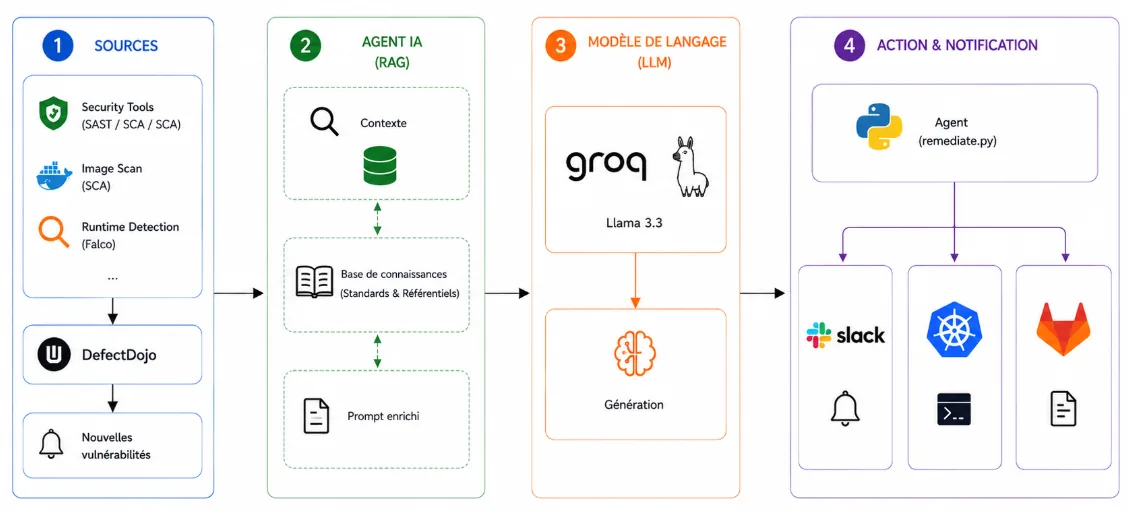 1
SOURCES
Security Tools
(SAST / SCA / SCA)
Image Scan
(SCA)
Runtime Detection
(Falco)
...
DefectDojo
Nouvelles
vulnérabilités
2
AGENT IA
(RAG)
Contexte
Base de connaissances
(Standards & Référentiels)
Prompt enrichi
3
MODÈLE DE LANGAGE
(LLM)
groq
Llama 3.3
Génération
4
ACTION & NOTIFICATION
Agent
(remediate.py)
slack
>_